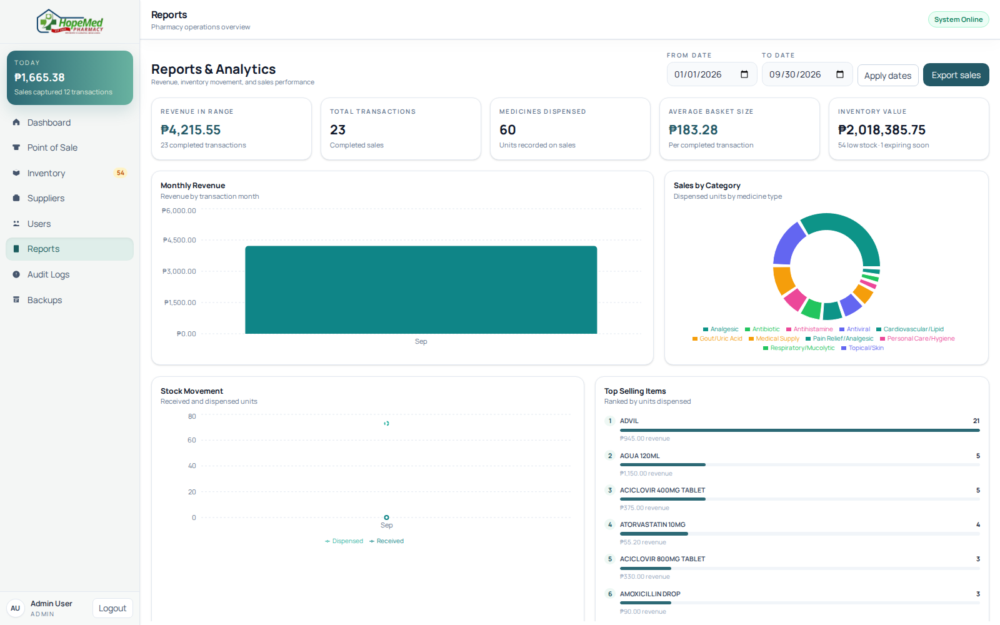 HopeMed
PHARMACY
TODAY
₱1,665.38
Sales captured 12 transactions
Dashboard
Point of Sale
Inventory
54
Suppliers
Users
Reports
Audit Logs
Backups
AU
Admin User
ADMIN
Logout
Reports
Pharmacy operations overview
System Online
Reports & Analytics
Revenue, inventory movement, and sales performance
FROM DATE
01/01/2026
TO DATE
09/30/2026
Apply dates
Export sales
REVENUE IN RANGE
₱4,215.55
23 completed transactions
TOTAL TRANSACTIONS
23
Completed sales
MEDICINES DISPENSED
60
Units recorded on sales
AVERAGE BASKET SIZE
₱183.28
Per completed transaction
INVENTORY VALUE
₱2,018,385.75
54 low stock · 1 expiring soon
Monthly Revenue
Revenue by transaction month
₱6,000.00
₱4,500.00
₱3,000.00
₱1,500.00
₱0.00
Sep
Sales by Category
Dispensed units by medicine type
Analgesic Antibiotic Antihistamine Antiviral Cardiovascular/Lipid
Gout/Uric Acid Medical Supply Pain Relief/Analgesic Personal Care/Hygiene
Respiratory/Mucolytic Topical/Skin
Stock Movement
Received and dispensed units
80
60
40
20
0
Sep
Dispensed Received
Top Selling Items
Ranked by units dispensed
1 ADVIL 21
₱945.00 revenue
2 AGUA 120ML 5
₱1,150.00 revenue
3 ACICLOVIR 400MG TABLET 5
₱375.00 revenue
4 ATORVASTATIN 10MG 4
₱55.20 revenue
5 ACICLOVIR 800MG TABLET 3
₱330.00 revenue
6 AMOXICILLIN DROP 3
₱90.00 revenue